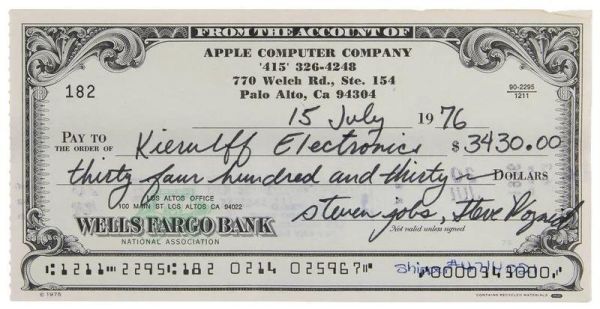 FROM THE ACCOUNT OF
APPLE COMPUTER COMPANY
'415' 326-4248
770 Welch Rd., Ste. 154
Palo Alto, Ca 94304
182
90-2295
1211
15 July 1976
PAY TO THE ORDER OF Kierulff Electronics $3430.00
thirty four hundred and thirty DOLLARS
LOS ALTOS OFFICE
100 MAIN ST LOS ALTOS CA 94022
WELLS FARGO BANK
NATIONAL ASSOCIATION
steven jobs, Steve Wozniak
Not valid unless signed
⑆1211⑉2295⑆182 0214 025967⑈ ⑈0000343000⑈
© 1975
CONTAINS RECYCLED MATERIALS